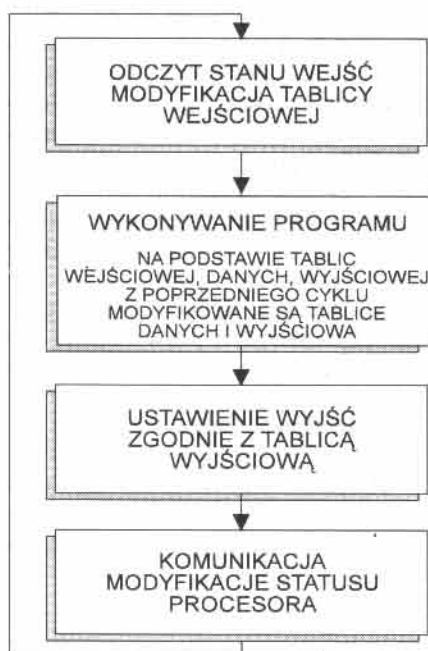 ODCZYT STANU WEJŚĆ
MODYFIKACJA TABLICY
WEJŚCIOWEJ
WYKONYWANIE PROGRAMU
NA PODSTAWIE TABLIC
WEJŚCIOWEJ, DANYCH, WYJŚCIOWEJ
Z POPRZEDNIEGO CYKLU
MODYFIKOWANE SĄ TABLICE
DANYCH I WYJŚCIOWA
USTAWIENIE WYJŚĆ
ZGODNIE Z TABLICĄ
WYJŚCIOWĄ
KOMUNIKACJA
MODYFIKACJE STATUSU
PROCESORA